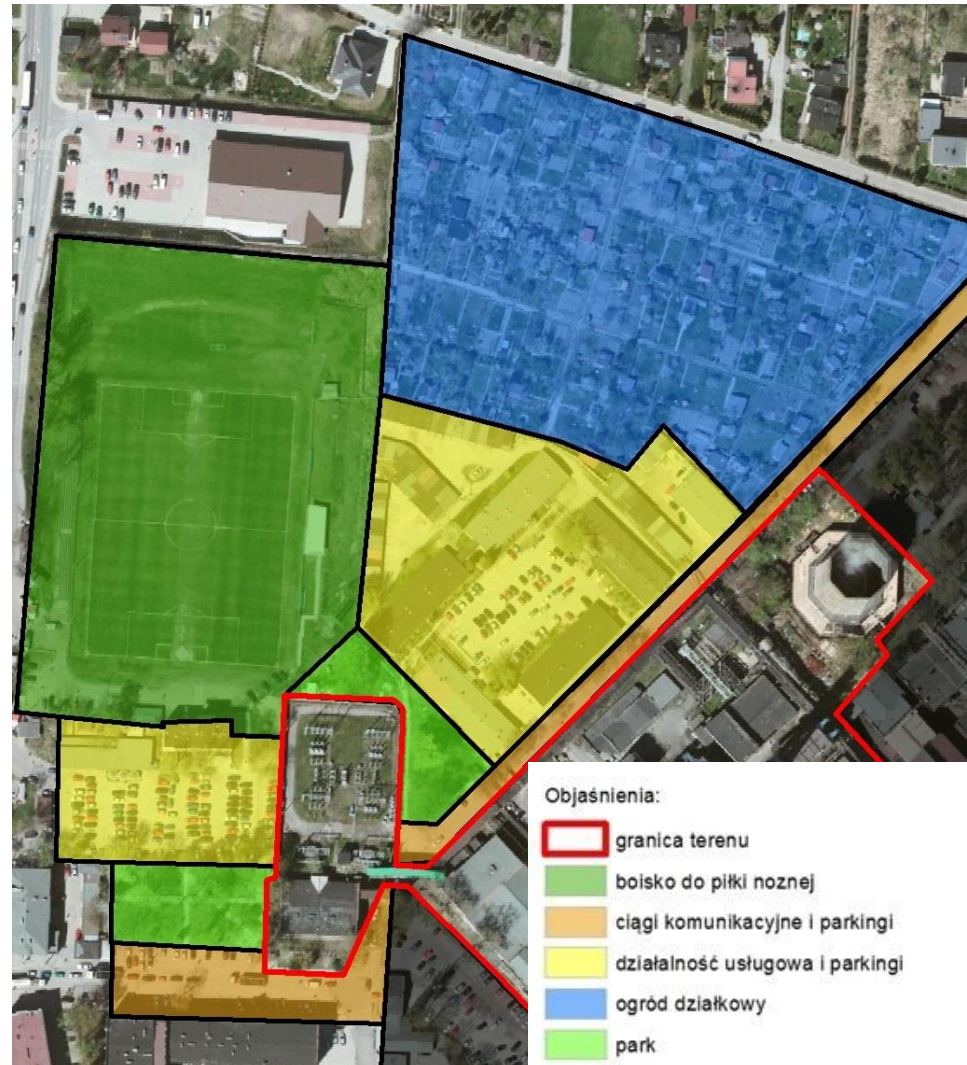 Objaśnienia:
granica terenu
boisko do piłki noznej
ciągi komunikacyjne i parkingi
działalność usługowa i parkingi
ogród działkowy
park